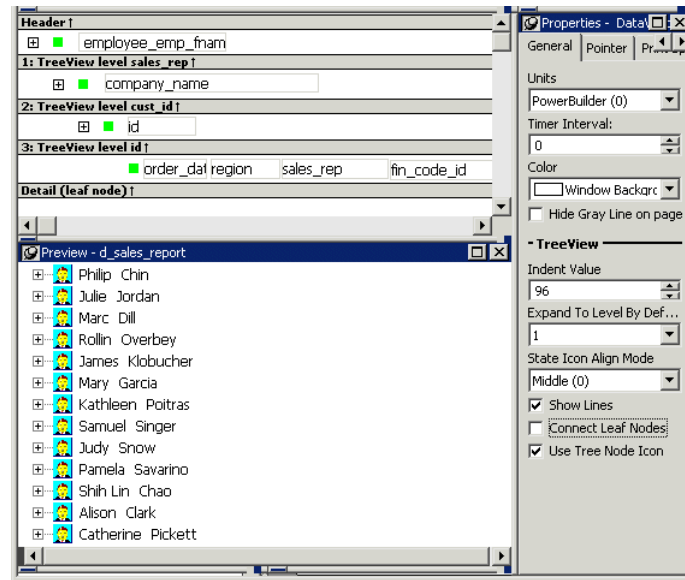 Header ↑
employee_emp_fnam
1: TreeView level sales_rep ↑
company_name
2: TreeView level cust_id ↑
id
3: TreeView level id ↑
order_dat region sales_rep fin_code_id
Detail (leaf node) ↑
Preview - d_sales_report
Philip Chin
Julie Jordan
Marc Dill
Rollin Overbey
James Klobucher
Mary Garcia
Kathleen Poitras
Samuel Singer
Judy Snow
Pamela Savarino
Shih Lin Chao
Alison Clark
Catherine Pickett
Properties - DataW
General Pointer Pr
Units
PowerBuilder (0)
Timer Interval:
0
Color
Window Backgrc
Hide Gray Line on page
- TreeView
Indent Value
96
Expand To Level By Def...
1
State Icon Align Mode
Middle (0)
Show Lines
Connect Leaf Nodes
Use Tree Node Icon